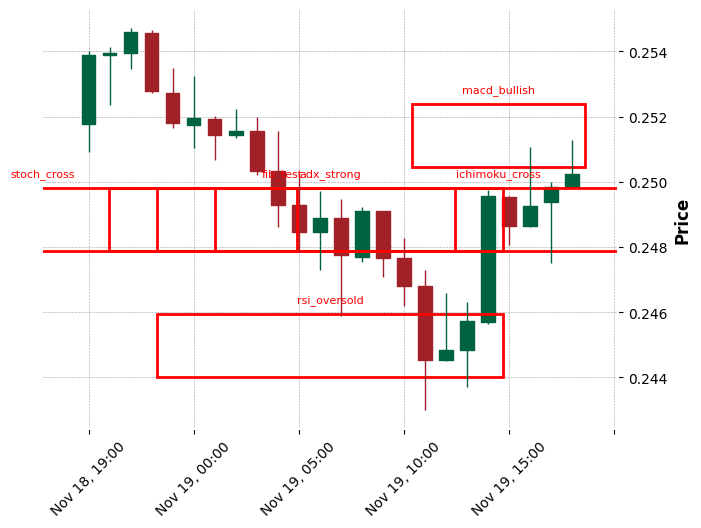 0.254
macd_bullish
0.252
stoch_cross
adx_strong
ichimoku_cross
0.250
Price
0.248
rsi_oversold
0.246
0.244
Nov 18, 19:00
Nov 19, 00:00
Nov 19, 05:00
Nov 19, 10:00
Nov 19, 15:00